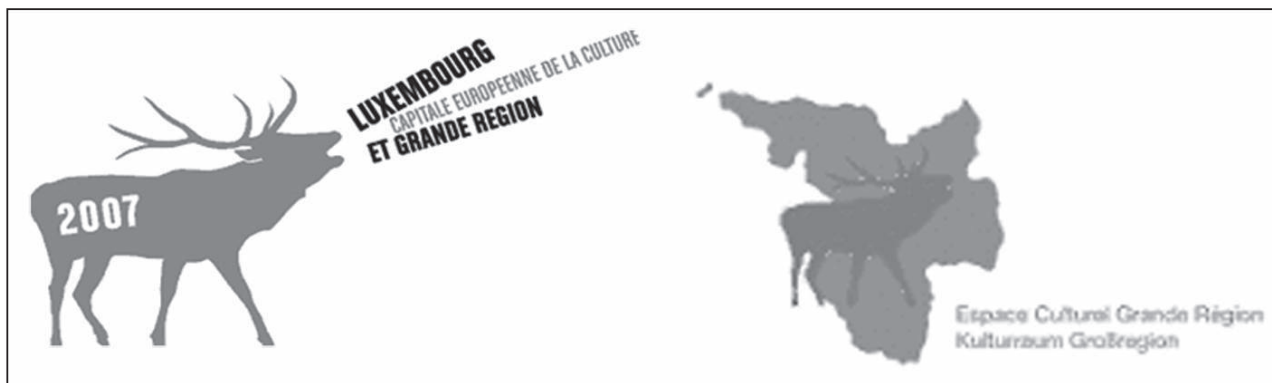 2007
LUXEMBOURG
CAPITALE EUROPEENNE DE LA CULTURE
ET GRANDE REGION
Espace Culturel Grande Région
Kulturraum Großregion